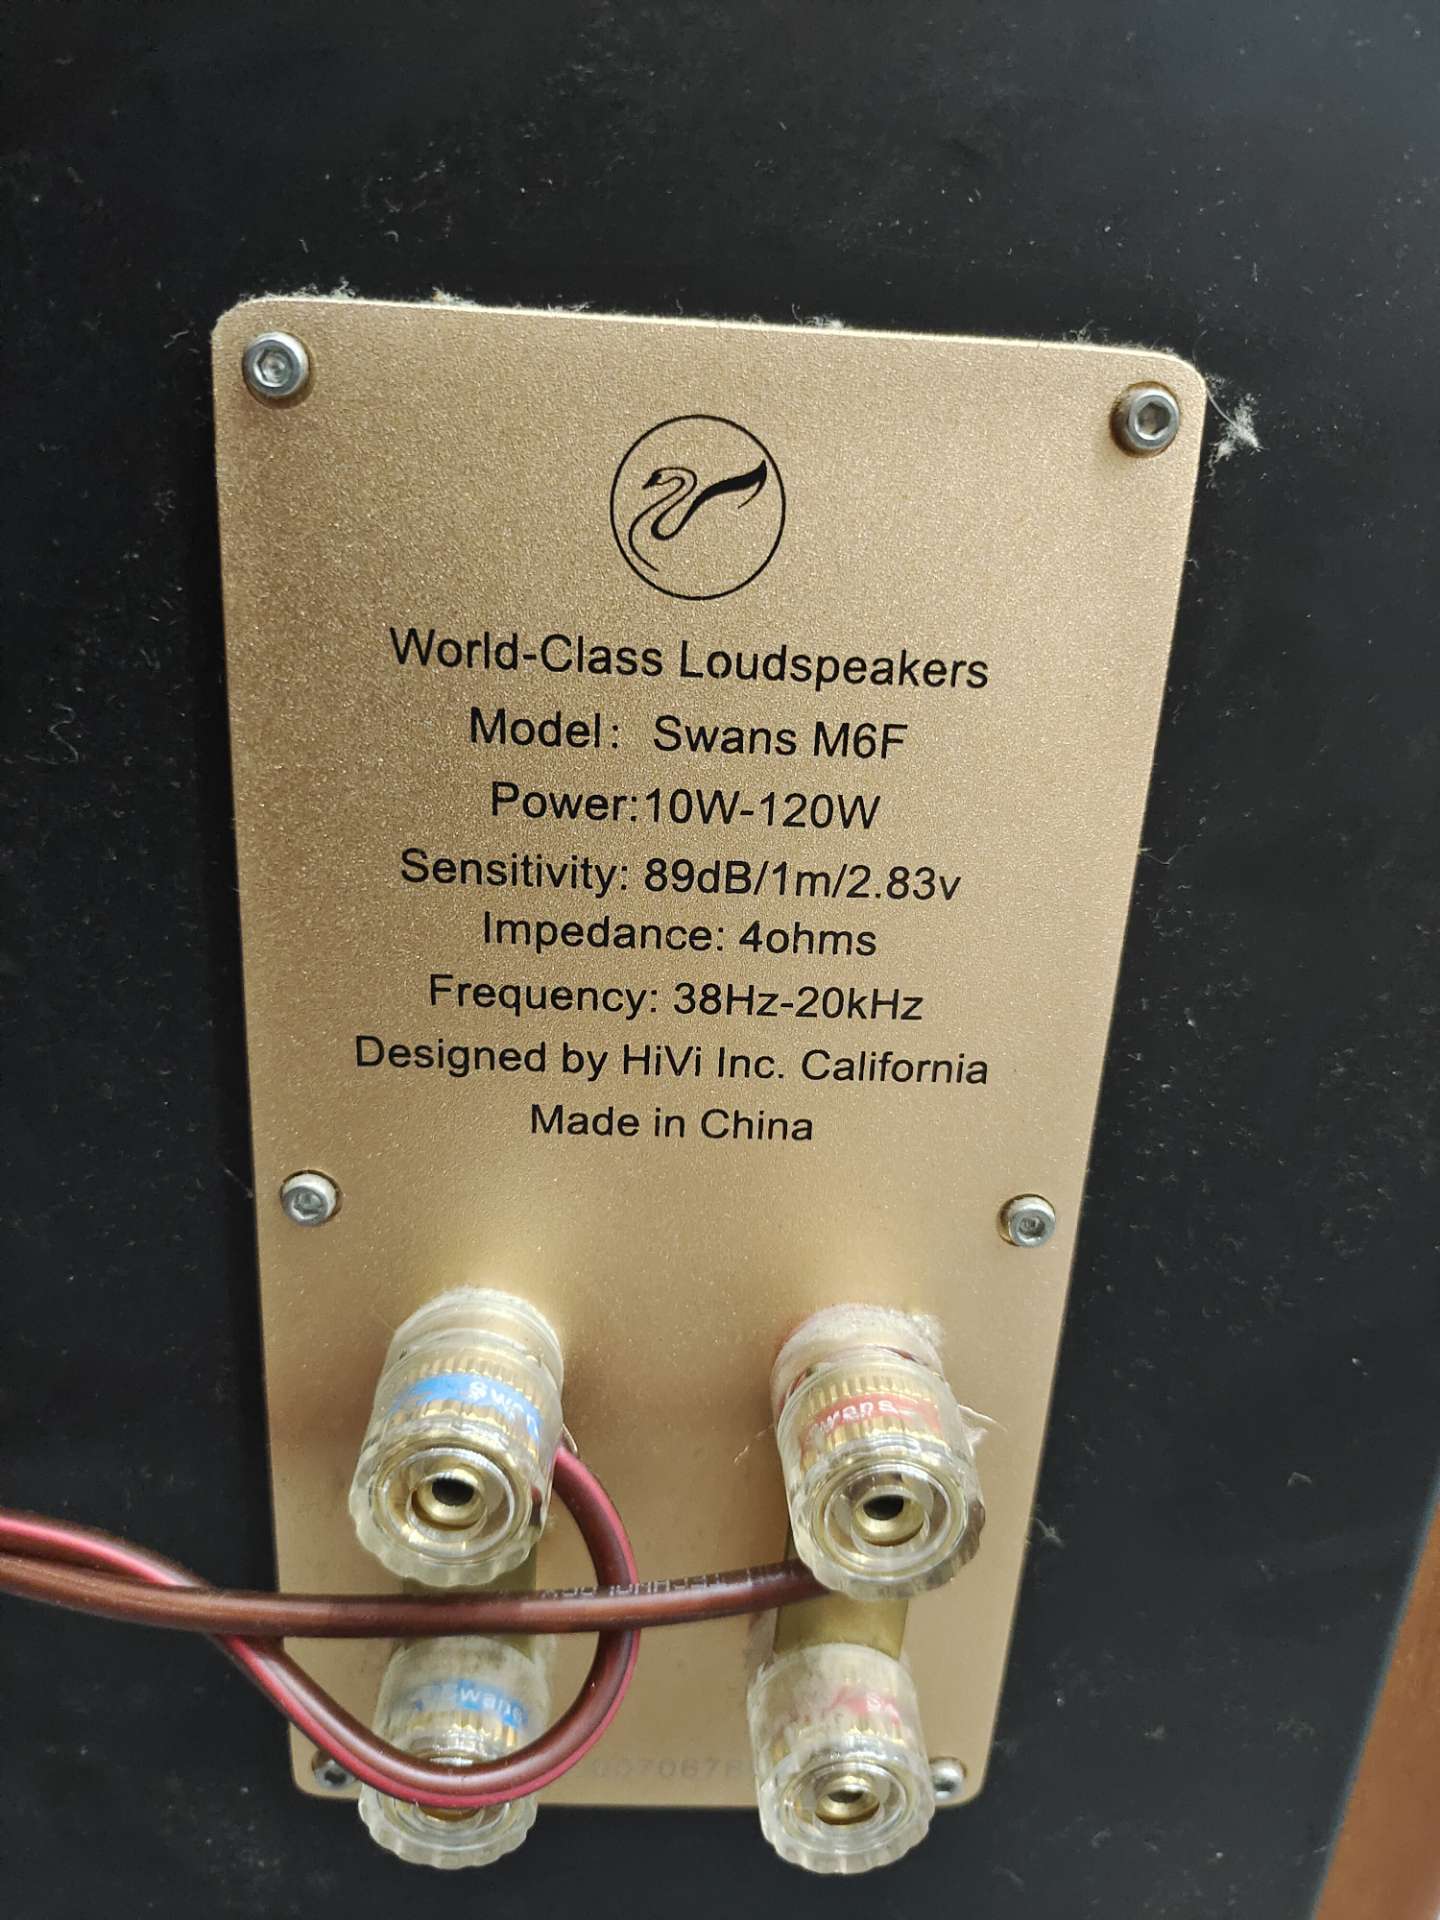 World-Class Loudspeakers
Model: Swans M6F
Power:10W-120W
Sensitivity: 89dB/1m/2.83v
Impedance: 4ohms
Frequency: 38Hz-20kHz
Designed by HiVi Inc. California
Made in China